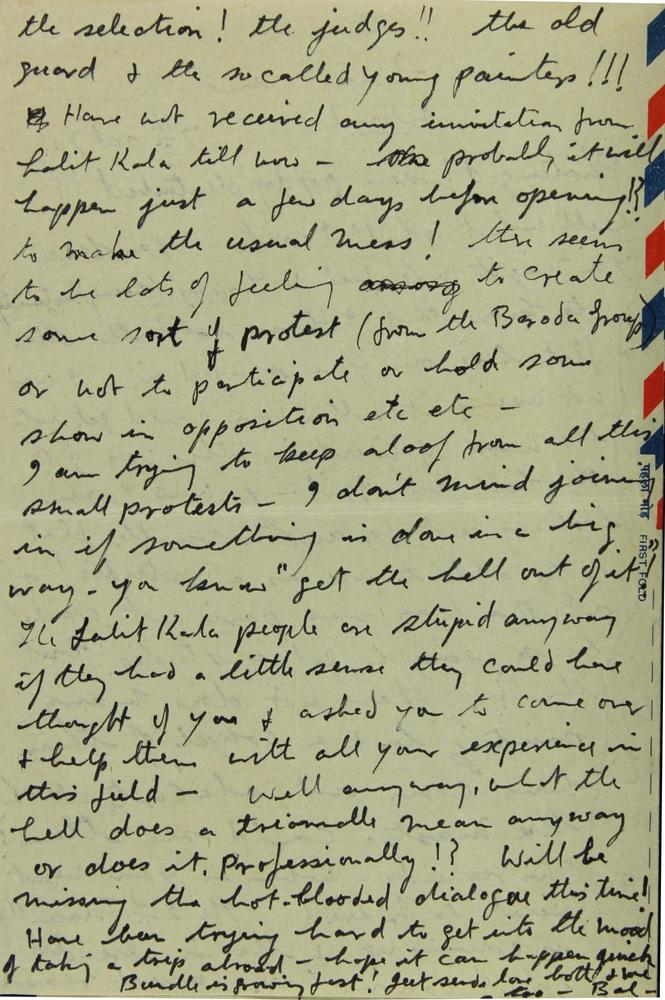 the selection! the judges!! the old
guard & the so called young painters!!!
Have not received any invitation from
Lalit Kala till now - probably it will
happen just a few days before opening!?
to make the usual mess! there seems
to be lots of feeling among to create
some sort of protest (from the Baroda Group)
or not to participate or hold some
show in opposition etc etc -
I am trying to keep aloof from all this
small protests - I don't mind joining
in if something is done in a big
way - you know "get the hell out of it"!
The Lalit Kala people are stupid anyway
if they had a little sense they could have
thought of you & asked you to come over
& help them with all your experience in
this field - well anyway, what the
hell does a triennalle mean anyway
or does it, professionally!? Will be
missing the hot-blooded dialogue this time!
Have been trying hard to get into the mood
of taking a trip abroad - hope it can happen quick
Bundle is growing fast! Jeet sends love both & me
too - Bal -
पहला मोड़ FIRST FOLD